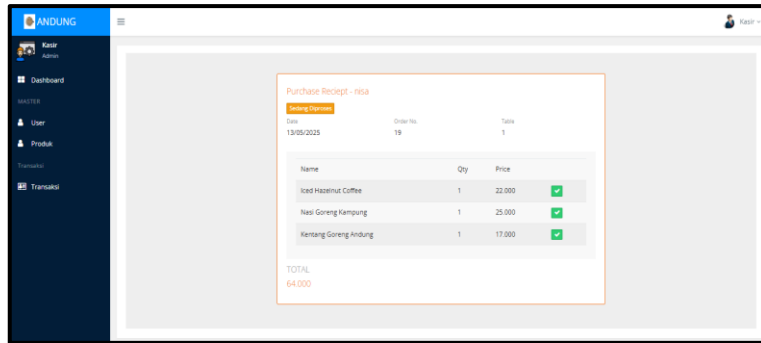 ANDUNG
Kasir
Kasir
Admin
Dashboard
MASTER
User
Produk
Transaksi
Transaksi
Purchase Reciept - nisa
Sedang Diproses
Date Order No. Table
13/05/2025 19 1
Name Qty Price
Iced Hazelnut Coffee 1 22.000
Nasi Goreng Kampung 1 25.000
Kentang Goreng Andung 1 17.000
TOTAL
64.000